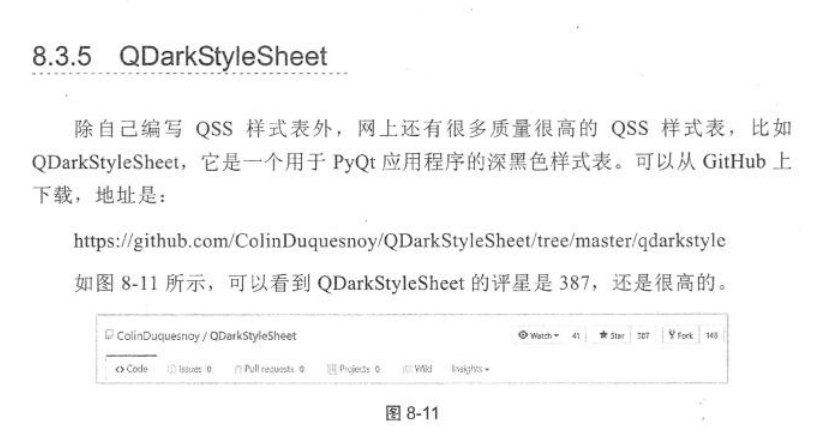 8.3.5 QDarkStyleSheet
除自己编写 QSS 样式表外，网上还有很多质量很高的 QSS 样式表，比如
QDarkStyleSheet，它是一个用于 PyQt 应用程序的深黑色样式表。可以从 GitHub 上
下载，地址是：
https://github.com/ColinDuquesnoy/QDarkStyleSheet/tree/master/qdarkstyle
如图 8-11 所示，可以看到 QDarkStyleSheet 的评星是 387，还是很高的。
ColinDuquesnoy / QDarkStyleSheet Watch 41 Star 387 Fork 148
Code Issues 0 Pull requests 0 Projects 0 Wiki Insights
图 8-11